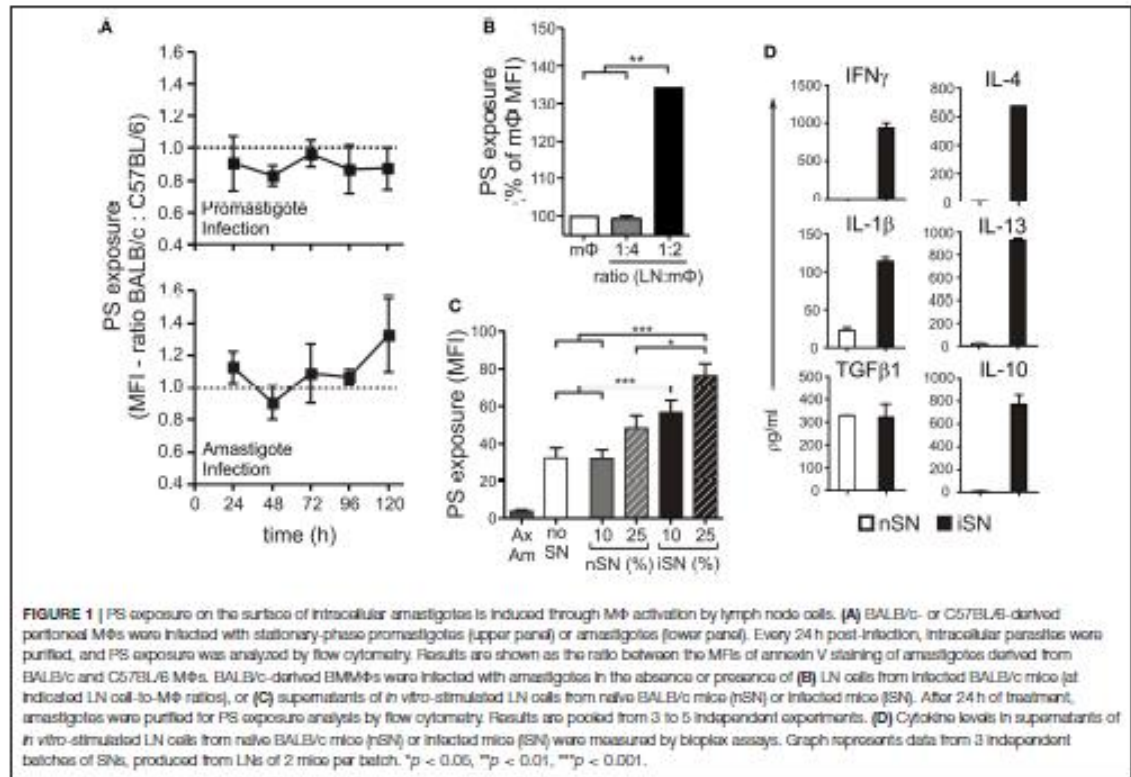 A
PS exposure
(MFI - ratio BALB/c : C57BL/6)
1.6
1.4
1.2
1.0
0.8
0.6
0.4
Promastigote
Infection
1.6
1.4
1.2
1.0
0.8
0.6
0.4
Amastigote
Infection
0 24 48 72 96 120
time (h)
B
PS exposure
(% of mΦ MFI)
150
140
130
120
110
100
**
mΦ 1:4 1:2
ratio (LN:mΦ)
C
PS exposure (MFI)
100
80
60
40
20
0
***
*
***
Ax
Am
no
SN
10 25 10 25
nSN (%) iSN (%)
D
ρg/ml
IFNγ
1500
1000
500
0
IL-4
800
600
400
200
0
IL-1β
150
100
50
0
IL-13
1000
800
600
400
200
0
TGFβ1
500
400
300
200
100
0
IL-10
1000
800
600
400
200
0
nSN iSN
FIGURE 1 | PS exposure on the surface of intracellular amastigotes is induced through MΦ activation by lymph node cells. (A) BALB/c- or C57BL/6-derived
peritoneal MΦs were infected with stationary-phase promastigotes (upper panel) or amastigotes (lower panel). Every 24 h post-infection, intracellular parasites were
purified, and PS exposure was analyzed by flow cytometry. Results are shown as the ratio between the MFIs of annexin V staining of amastigotes derived from
BALB/c and C57BL/6 MΦs. BALB/c-derived BMMΦs were infected with amastigotes in the absence or presence of (B) LN cells from infected BALB/c mice (at
indicated LN cell-to-MΦ ratios), or (C) supernatants of in vitro-stimulated LN cells from naïve BALB/c mice (nSN) or infected mice (iSN). After 24 h of treatment,
amastigotes were purified for PS exposure analysis by flow cytometry. Results are pooled from 3 to 5 independent experiments. (D) Cytokine levels in supernatants of
in vitro-stimulated LN cells from naïve BALB/c mice (nSN) or infected mice (iSN) were measured by bioplex assays. Graph represents data from 3 independent
batches of SNs, produced from LNs of 2 mice per batch. *p < 0.05, **p < 0.01, ***p < 0.001.